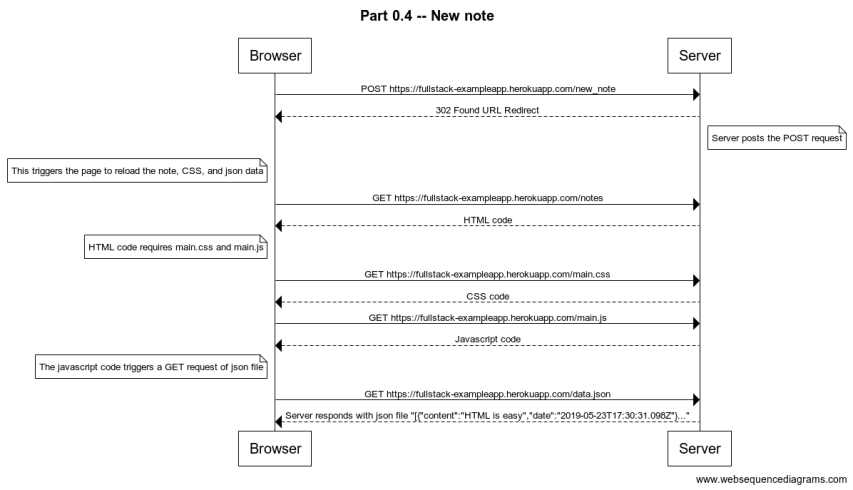 Part 0.4 -- New note
Browser
Server
POST https://fullstack-exampleapp.herokuapp.com/new_note
302 Found URL Redirect
Server posts the POST request
This triggers the page to reload the note, CSS, and json data
GET https://fullstack-exampleapp.herokuapp.com/notes
HTML code
HTML code requires main.css and main.js
GET https://fullstack-exampleapp.herokuapp.com/main.css
CSS code
GET https://fullstack-exampleapp.herokuapp.com/main.js
Javascript code
The javascript code triggers a GET request of json file
GET https://fullstack-exampleapp.herokuapp.com/data.json
Server responds with json file "[{"content":"HTML is easy","date":"2019-05-23T17:30:31.098Z"}..."
Browser
Server
www.websequencediagrams.com